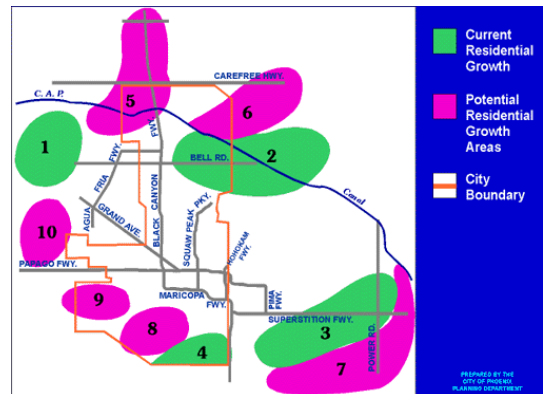 5
CAREFREE HWY.
C. A. P.
6
FWY.
1
2
BELL RD.
FWY.
FRIA
AGUA
GRAND AVE
BLACK CANYON
SQUAW PEAK PKY.
Canal
10
HOHOKAM FWY.
PAPAGO FWY.
9
MARICOPA FWY.
PIMA FWY.
SUPERSTITION FWY.
8
4
3
7
POWER RD.
Current
Residential
Growth
Potential
Residential
Growth
Areas
City
Boundary
PREPARED BY THE
CITY OF PHOENIX
PLANNING DEPARTMENT